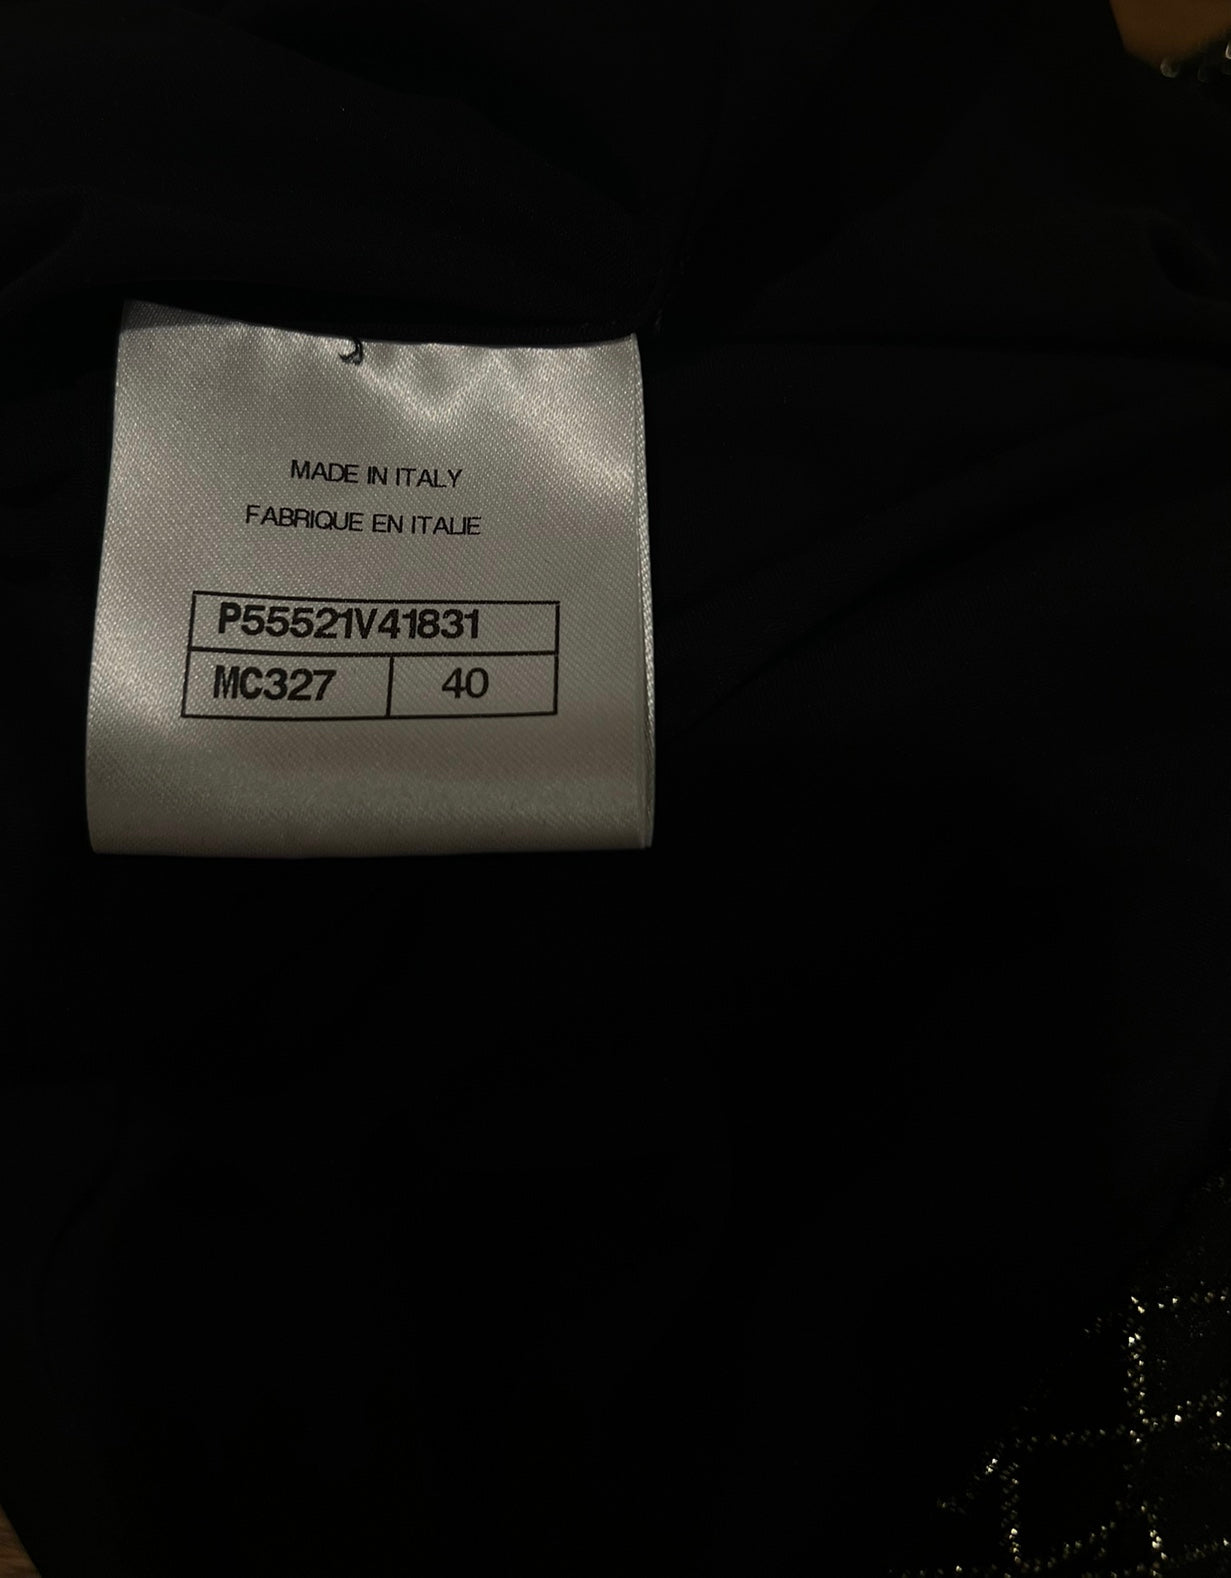 MADE IN ITALY
FABRIQUE EN ITALIE
P55521V41831
MC327 40